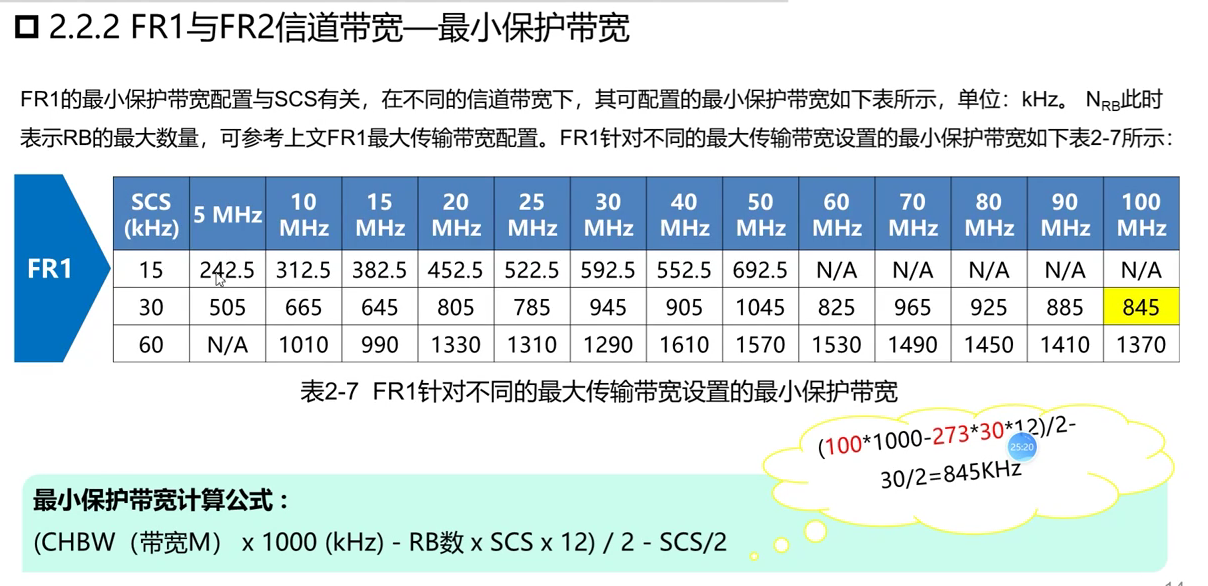 2.2.2 FR1与FR2信道带宽—最小保护带宽
FR1的最小保护带宽配置与SCS有关，在不同的信道带宽下，其可配置的最小保护带宽如下表所示，单位：kHz。 NRB此时
表示RB的最大数量，可参考上文FR1最大传输带宽配置。FR1针对不同的最大传输带宽设置的最小保护带宽如下表2-7所示：
FR1
SCS (kHz) 5 MHz 10 MHz 15 MHz 20 MHz 25 MHz 30 MHz 40 MHz 50 MHz 60 MHz 70 MHz 80 MHz 90 MHz 100 MHz
15 242.5 312.5 382.5 452.5 522.5 592.5 552.5 692.5 N/A N/A N/A N/A N/A
30 505 665 645 805 785 945 905 1045 825 965 925 885 845
60 N/A 1010 990 1330 1310 1290 1610 1570 1530 1490 1450 1410 1370
表2-7 FR1针对不同的最大传输带宽设置的最小保护带宽
(100*1000-273*30*12)/2-
25:20
30/2=845KHz
最小保护带宽计算公式：
(CHBW（带宽M） x 1000 (kHz) - RB数 x SCS x 12) / 2 - SCS/2